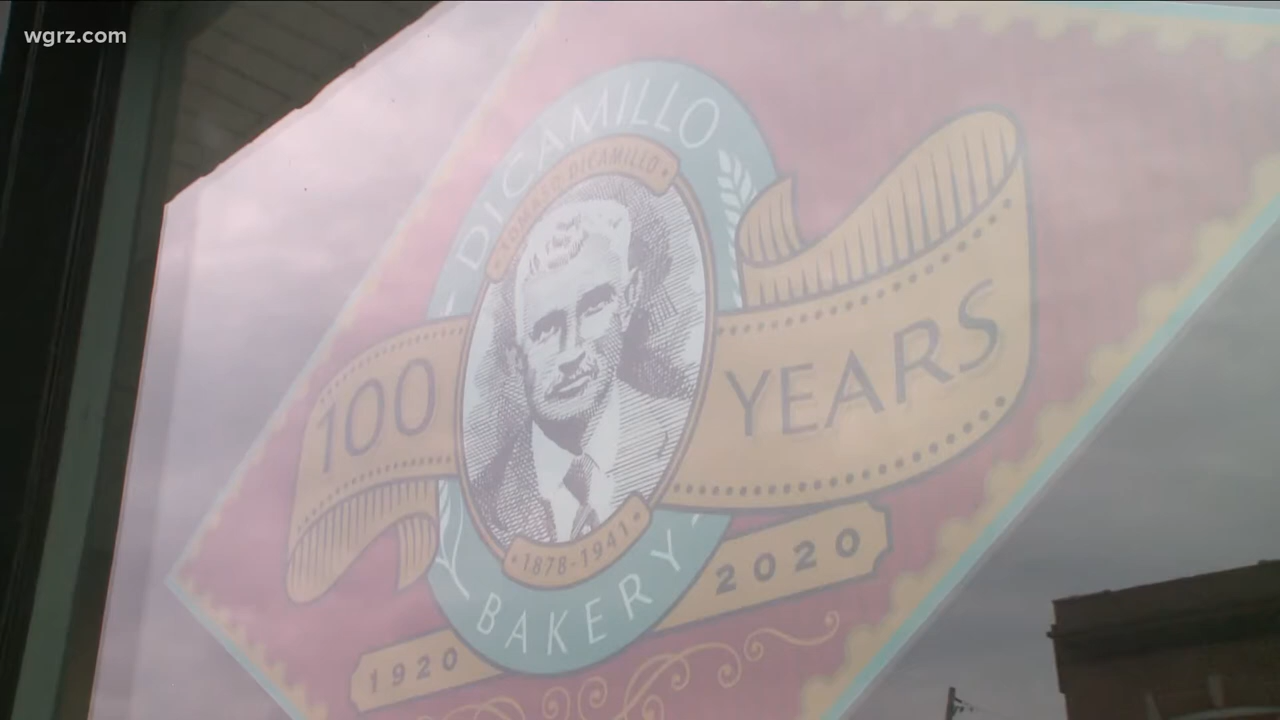 wgrz.com
DICAMILLO
TOMASO DICAMILLO
100 YEARS
1878-1941
BAKERY
1920 2020